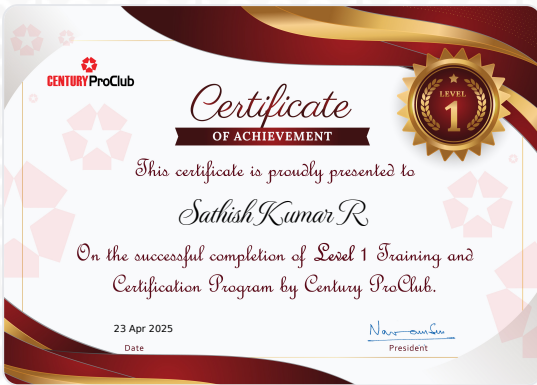 CENTURY ProClub
Certificate
OF ACHIEVEMENT
LEVEL
1
This certificate is proudly presented to
Sathish Kumar R
On the successful completion of Level 1 Training and
Certification Program by Century ProClub.
23 Apr 2025
Date
President